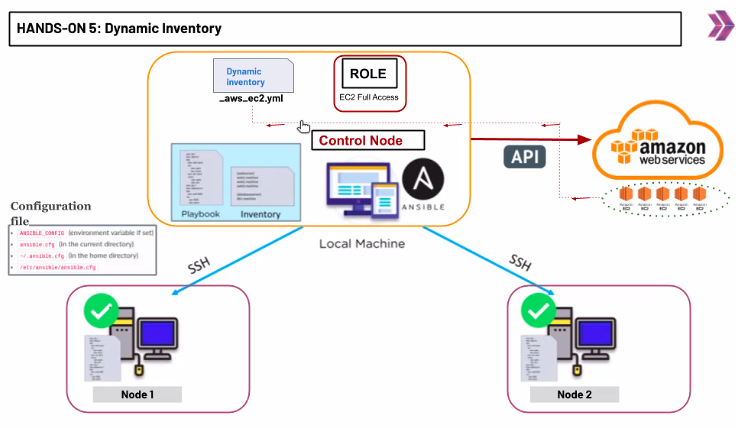 HANDS-ON 5: Dynamic Inventory
Dynamic
inventory
_aws_ec2.yml
ROLE
EC2 Full Access
Control Node
API
amazon
web services
Playbook
Inventory
ANSIBLE
Local Machine
Configuration
file
ANSIBLE_CONFIG (environment variable if set)
ansible.cfg (in the current directory)
~/.ansible.cfg (in the home directory)
/etc/ansible/ansible.cfg
SSH
SSH
Node 1
Node 2